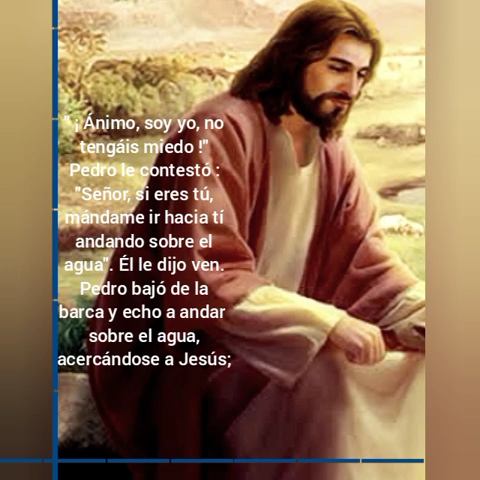 " ¡ Ánimo, soy yo, no
tengáis miedo !"
Pedro le contestó :
"Señor, si eres tú,
mándame ir hacia tí
andando sobre el
agua". Él le dijo ven.
Pedro bajó de la
barca y echo a andar
sobre el agua,
acercándose a Jesús;